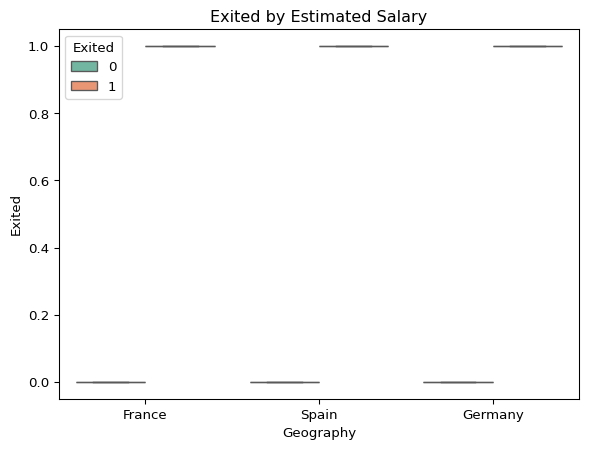 Exited by Estimated Salary
Exited
0
1
1.0
0.8
0.6
0.4
0.2
0.0
Exited
France
Spain
Germany
Geography